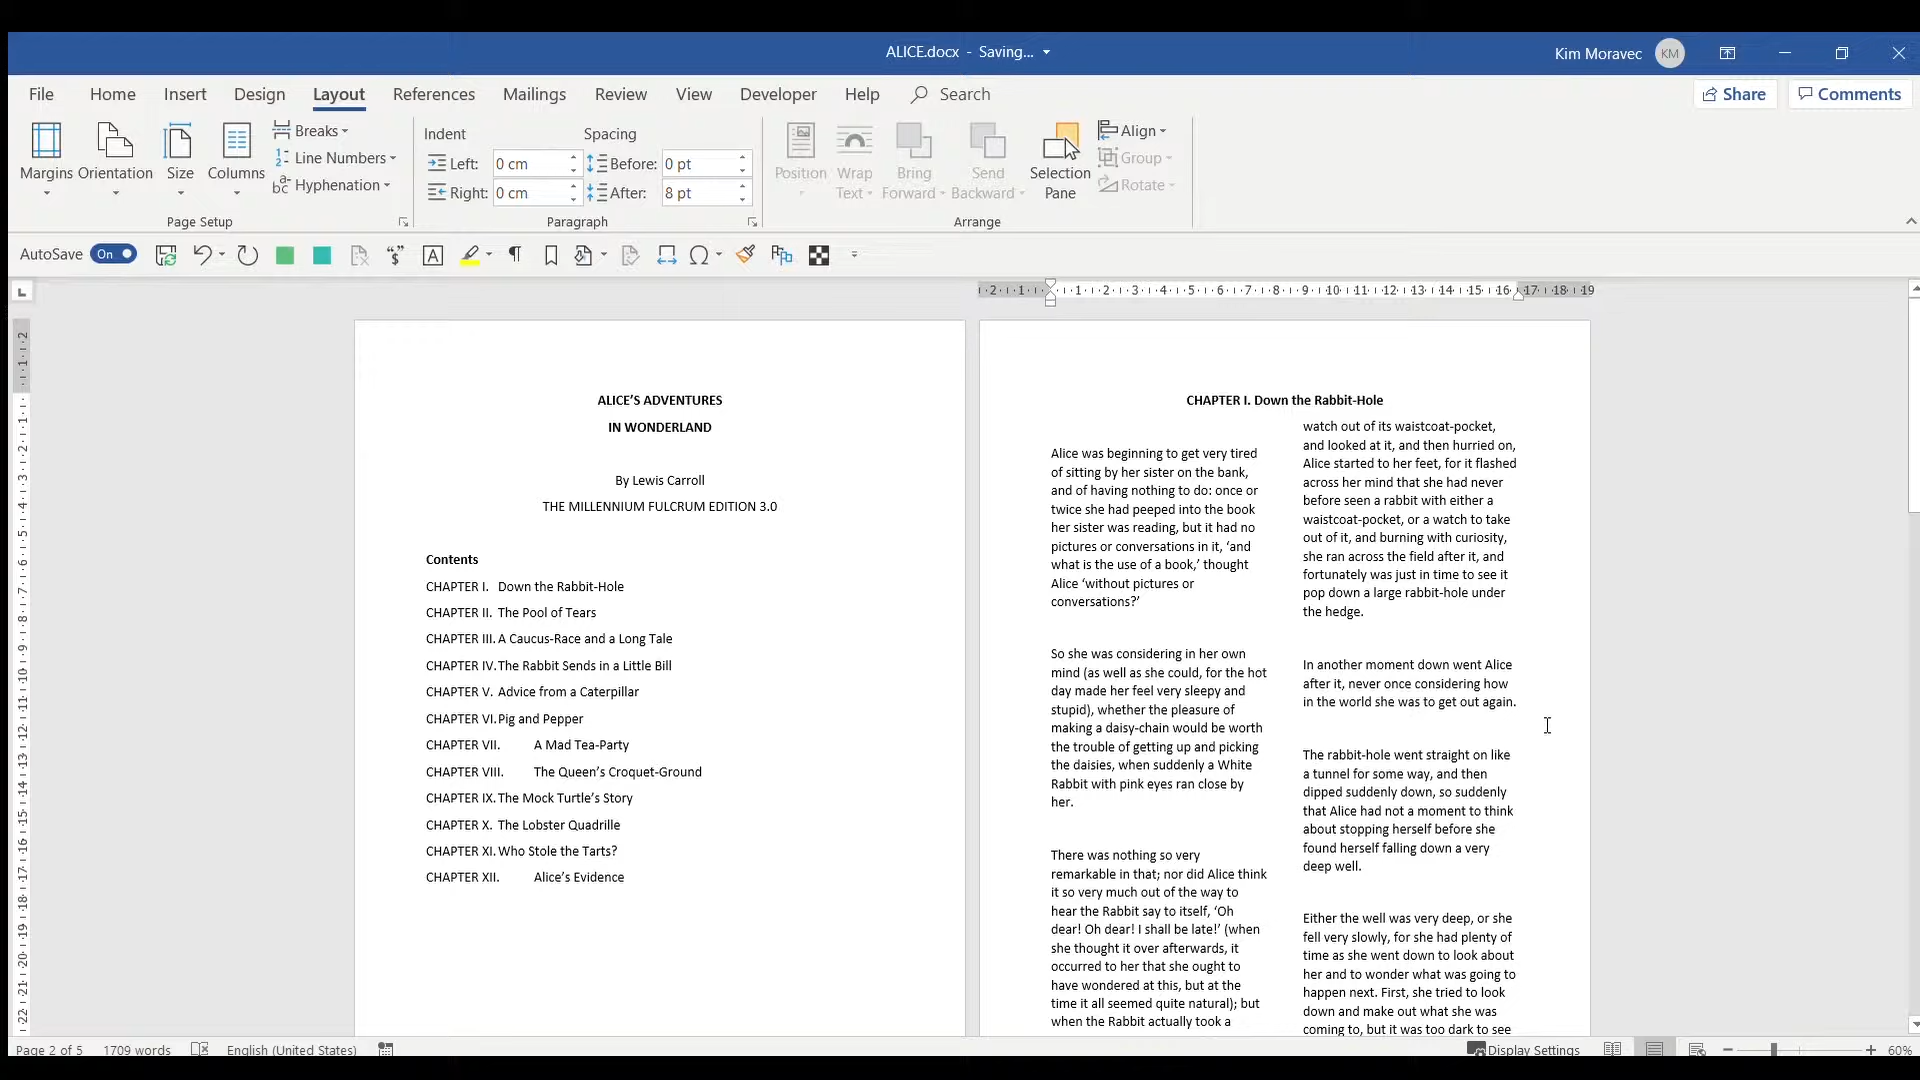 ALICE.docx - Saving...
Kim Moravec KM
File Home Insert Design Layout References Mailings Review View Developer Help Search Share Comments
Margins Orientation Size Columns
Breaks
Line Numbers
Hyphenation
Page Setup
Indent
Left: 0 cm
Right: 0 cm
Spacing
Before: 0 pt
After: 8 pt
Paragraph
Position
Wrap Text
Bring Forward
Send Backward
Selection Pane
Align
Group
Rotate
Arrange
AutoSave On
ALICE’S ADVENTURES
IN WONDERLAND
By Lewis Carroll
THE MILLENNIUM FULCRUM EDITION 3.0
Contents
CHAPTER I. Down the Rabbit-Hole
CHAPTER II. The Pool of Tears
CHAPTER III. A Caucus-Race and a Long Tale
CHAPTER IV. The Rabbit Sends in a Little Bill
CHAPTER V. Advice from a Caterpillar
CHAPTER VI. Pig and Pepper
CHAPTER VII. A Mad Tea-Party
CHAPTER VIII. The Queen’s Croquet-Ground
CHAPTER IX. The Mock Turtle’s Story
CHAPTER X. The Lobster Quadrille
CHAPTER XI. Who Stole the Tarts?
CHAPTER XII. Alice’s Evidence
CHAPTER I. Down the Rabbit-Hole
Alice was beginning to get very tired
of sitting by her sister on the bank,
and of having nothing to do: once or
twice she had peeped into the book
her sister was reading, but it had no
pictures or conversations in it, ‘and
what is the use of a book,’ thought
Alice ‘without pictures or
conversations?’
So she was considering in her own
mind (as well as she could, for the hot
day made her feel very sleepy and
stupid), whether the pleasure of
making a daisy-chain would be worth
the trouble of getting up and picking
the daisies, when suddenly a White
Rabbit with pink eyes ran close by
her.
There was nothing so very
remarkable in that; nor did Alice think
it so very much out of the way to
hear the Rabbit say to itself, ‘Oh
dear! Oh dear! I shall be late!’ (when
she thought it over afterwards, it
occurred to her that she ought to
have wondered at this, but at the
time it all seemed quite natural); but
when the Rabbit actually took a
watch out of its waistcoat-pocket,
and looked at it, and then hurried on,
Alice started to her feet, for it flashed
across her mind that she had never
before seen a rabbit with either a
waistcoat-pocket, or a watch to take
out of it, and burning with curiosity,
she ran across the field after it, and
fortunately was just in time to see it
pop down a large rabbit-hole under
the hedge.
In another moment down went Alice
after it, never once considering how
in the world she was to get out again.
The rabbit-hole went straight on like
a tunnel for some way, and then
dipped suddenly down, so suddenly
that Alice had not a moment to think
about stopping herself before she
found herself falling down a very
deep well.
Either the well was very deep, or she
fell very slowly, for she had plenty of
time as she went down to look about
her and to wonder what was going to
happen next. First, she tried to look
down and make out what she was
coming to, but it was too dark to see
Page 2 of 5 1709 words English (United States) Display Settings 60%